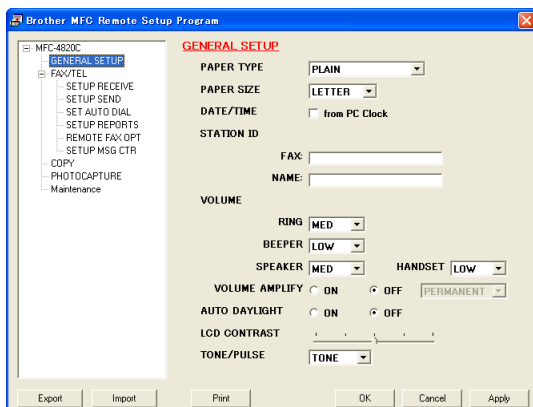 Brother MFC Remote Setup Program
MFC-4820C
GENERAL SETUP
FAX/TEL
SETUP RECEIVE
SETUP SEND
SET AUTO DIAL
SETUP REPORTS
REMOTE FAX OPT
SETUP MSG CTR
COPY
PHOTOCAPTURE
Maintenance
GENERAL SETUP
PAPER TYPE PLAIN
PAPER SIZE LETTER
DATE/TIME from PC Clock
STATION ID
FAX:
NAME:
VOLUME
RING MED
BEEPER LOW
SPEAKER MED HANDSET LOW
VOLUME AMPLIFY ON OFF PERMANENT
AUTO DAYLIGHT ON OFF
LCD CONTRAST
TONE/PULSE TONE
Export Import Print OK Cancel Apply